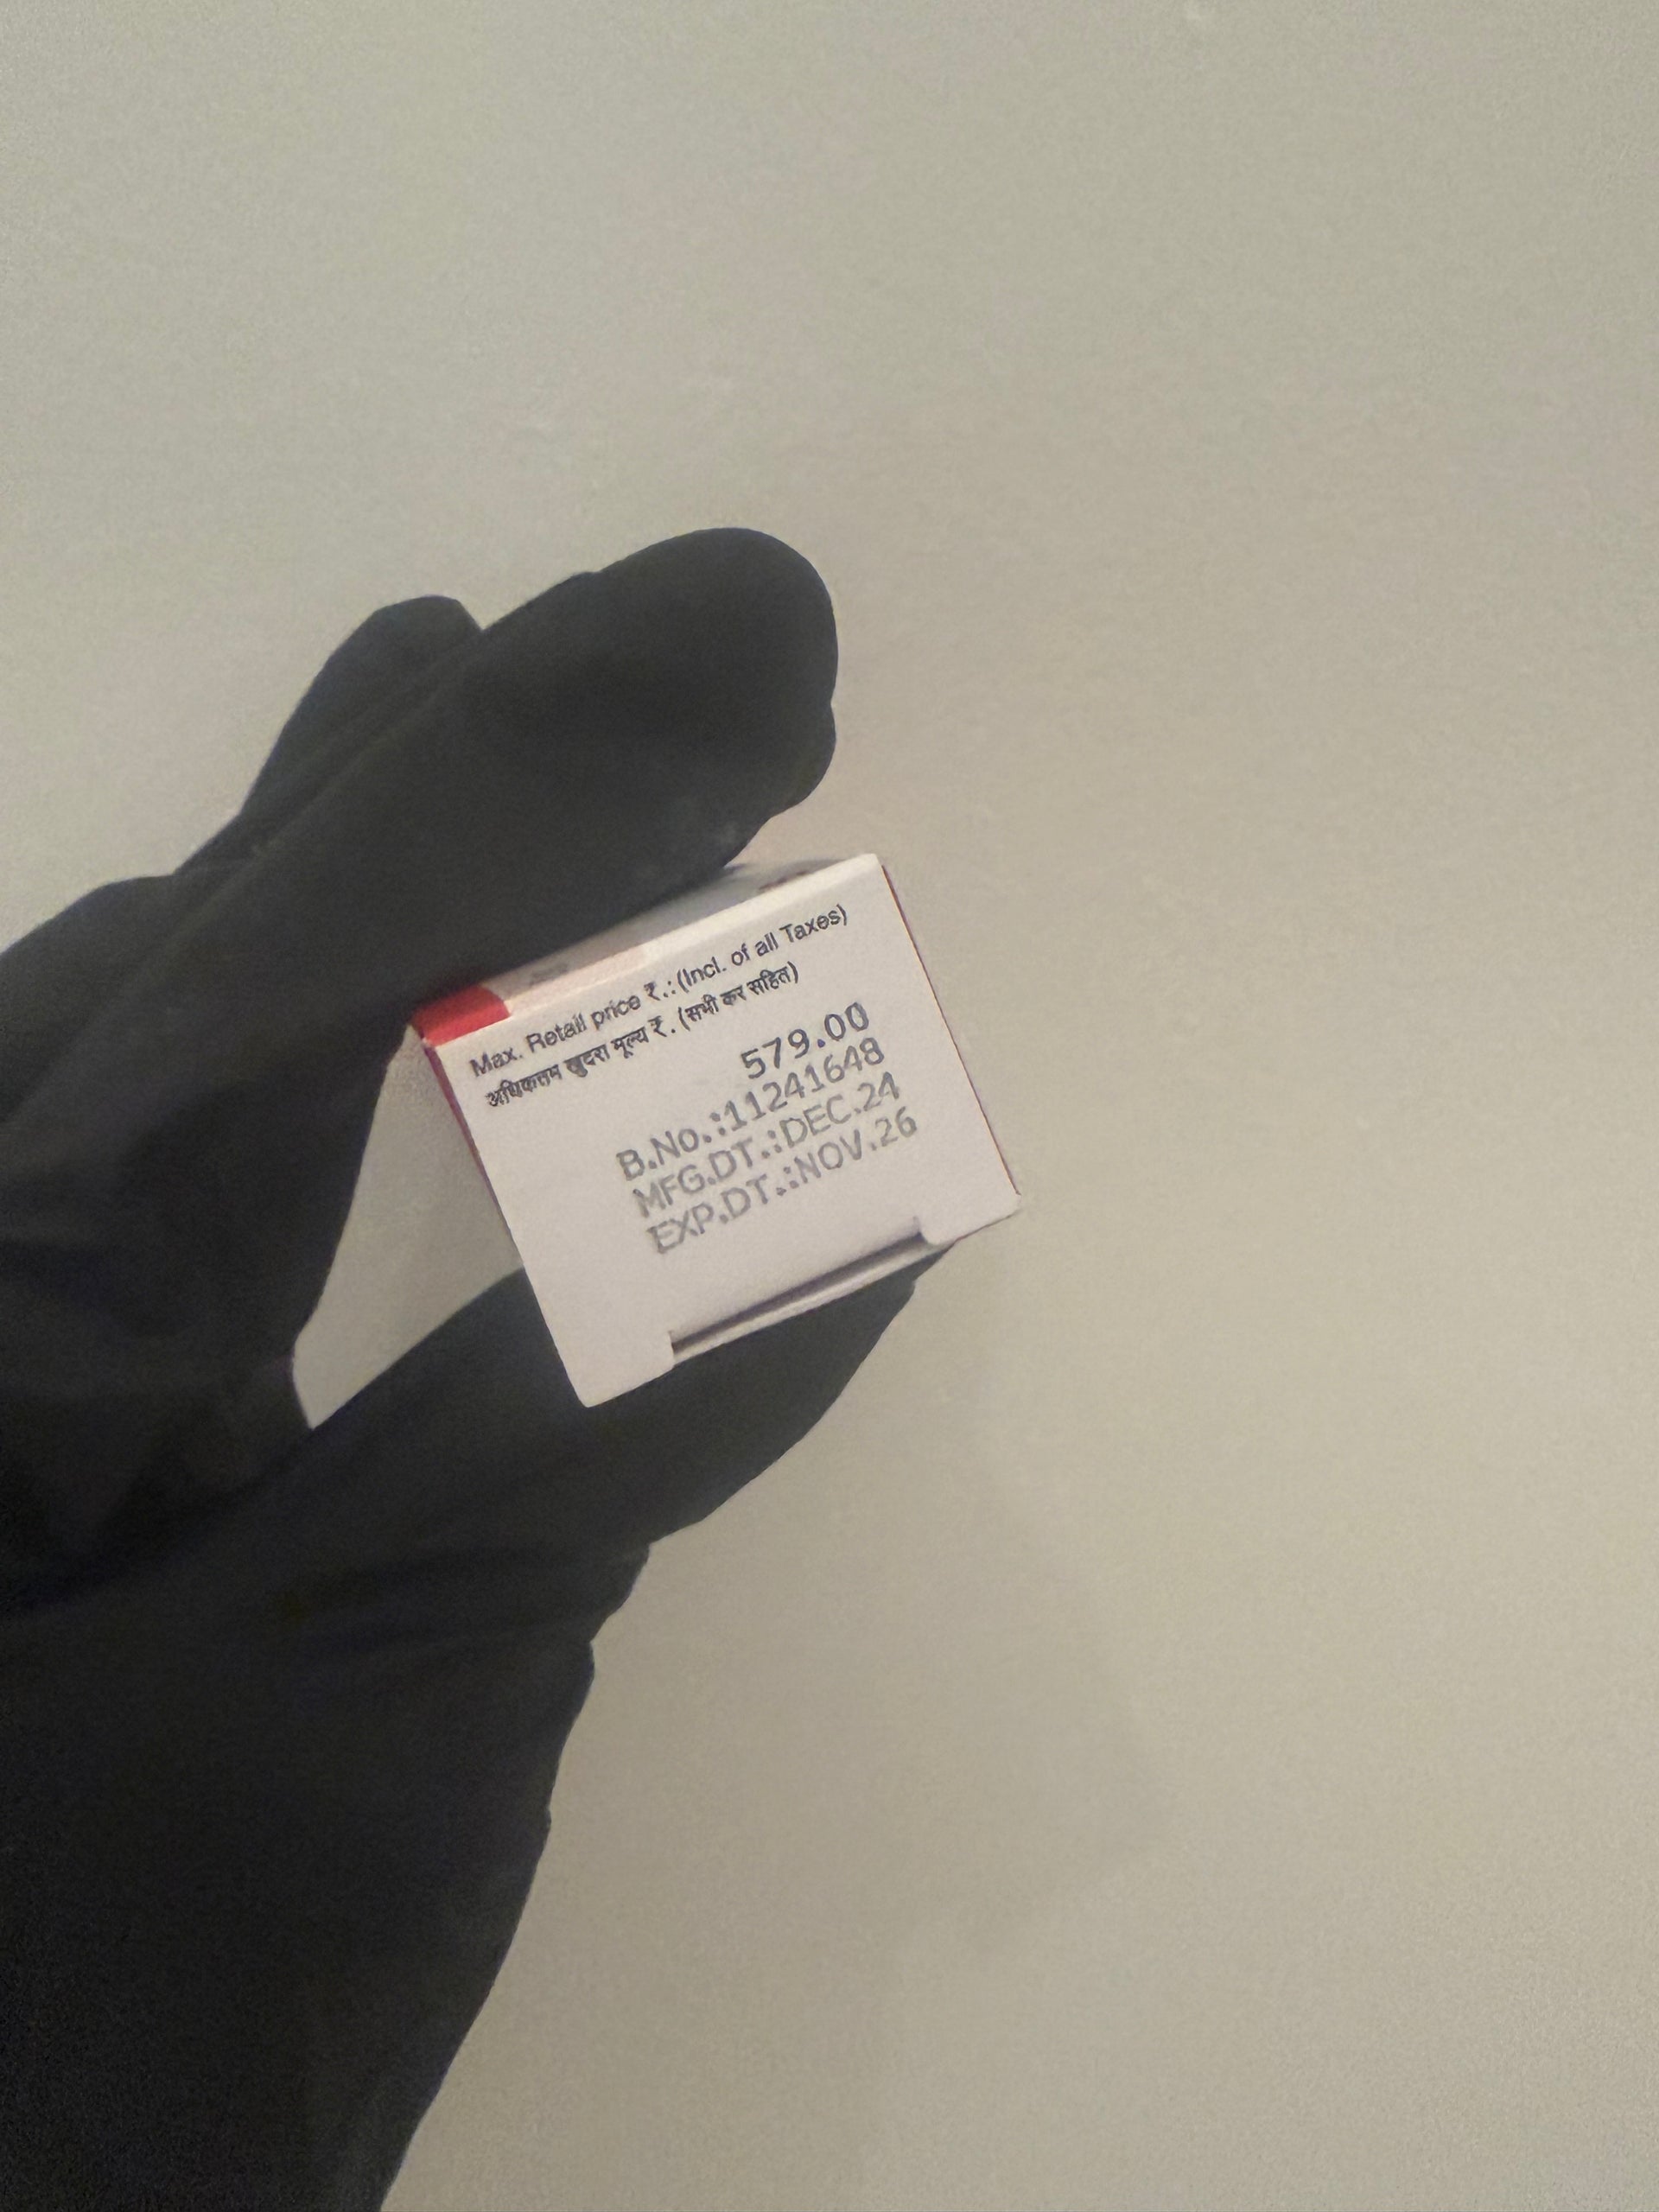 Max. Retail price ₹.:(Incl. of all Taxes)
अधिकतम खुदरा मूल्य ₹. (सभी कर सहित)
579.00
B.No.:11241648
MFG.DT.:DEC.24
EXP.DT.:NOV.26